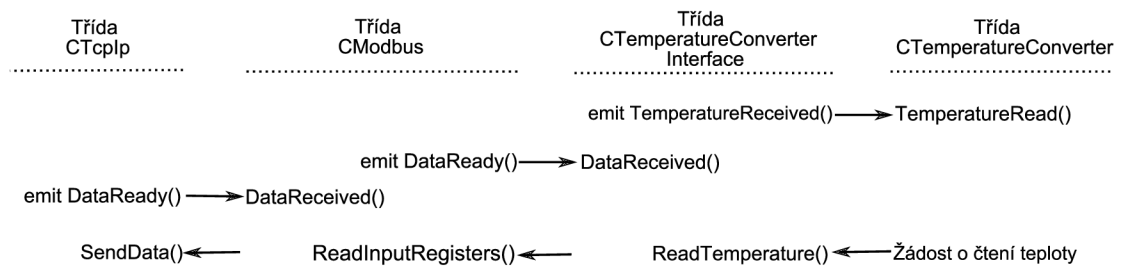 Třída
CTcpIp
Třída
CModbus
Třída
CTemperatureConverter
Interface
Třída
CTemperatureConverter
emit TemperatureReceived() TemperatureRead()
emit DataReady() DataReceived()
emit DataReady() DataReceived()
SendData() ReadInputRegisters() ReadTemperature() Žádost o čtení teploty